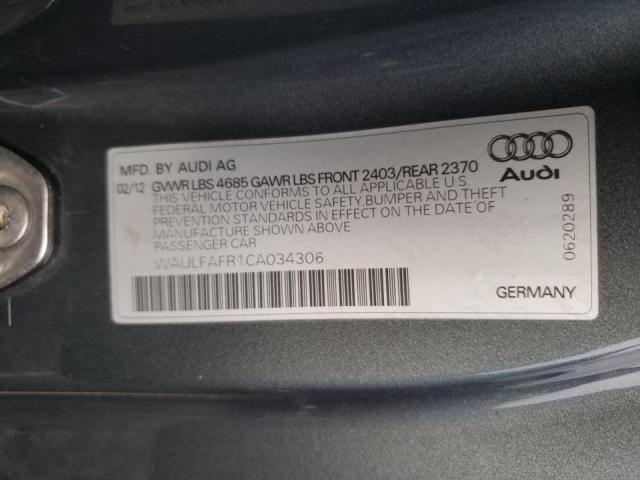 MFD. BY AUDI AG
02/12 GVWR LBS 4685 GAWR LBS FRONT 2403/REAR 2370
THIS VEHICLE CONFORMS TO ALL APPLICABLE U.S
FEDERAL MOTOR VEHICLE SAFETY,BUMPER AND THEFT
PREVENTION STANDARDS IN EFFECT ON THE DATE OF
MANUFACTURE SHOWN ABOVE
PASSENGER CAR
WAULFAFR1CA034306
Audi
0620289
GERMANY